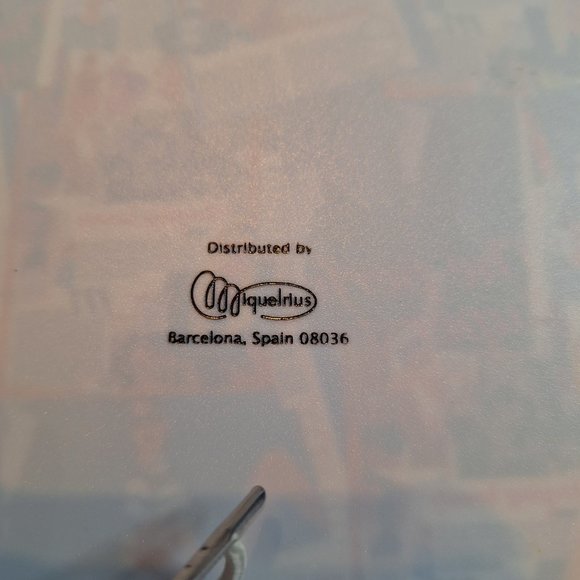 Distributed by
Miquelrius
Barcelona, Spain 08036